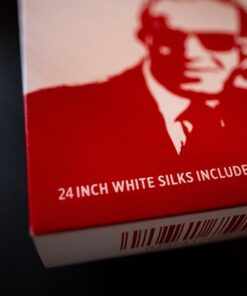 24 INCH WHITE SILKS INCLUDE